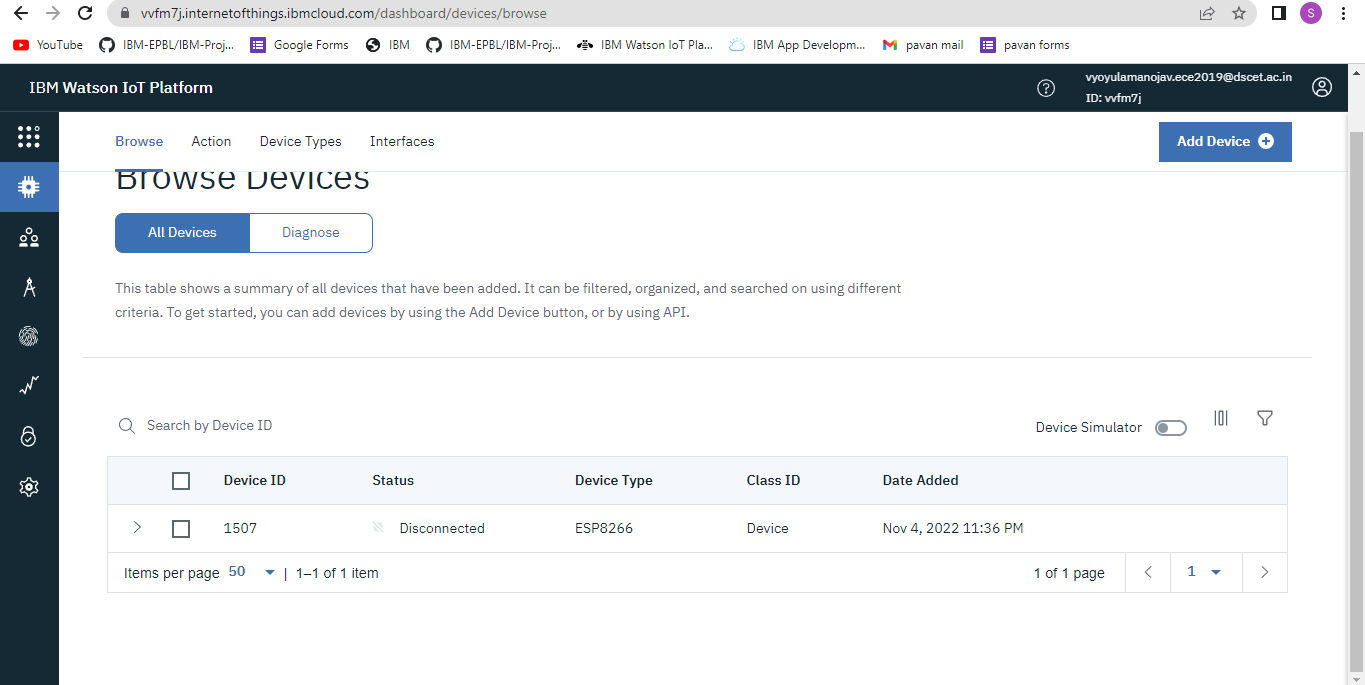 vvfm7j.internetofthings.ibmcloud.com/dashboard/devices/browse
S
YouTube IBM-EPBL/IBM-Proj... Google Forms IBM IBM-EPBL/IBM-Proj... IBM Watson IoT Pla... IBM App Developm... pavan mail pavan forms
IBM Watson IoT Platform
vyoyulamanojav.ece2019@dscet.ac.in
ID: vvfm7j
Browse Action Device Types Interfaces Add Device
Browse Devices
All Devices Diagnose
This table shows a summary of all devices that have been added. It can be filtered, organized, and searched on using different
criteria. To get started, you can add devices by using the Add Device button, or by using API.
Search by Device ID Device Simulator
Device ID Status Device Type Class ID Date Added
1507 Disconnected ESP8266 Device Nov 4, 2022 11:36 PM
Items per page 50 | 1–1 of 1 item 1 of 1 page 1